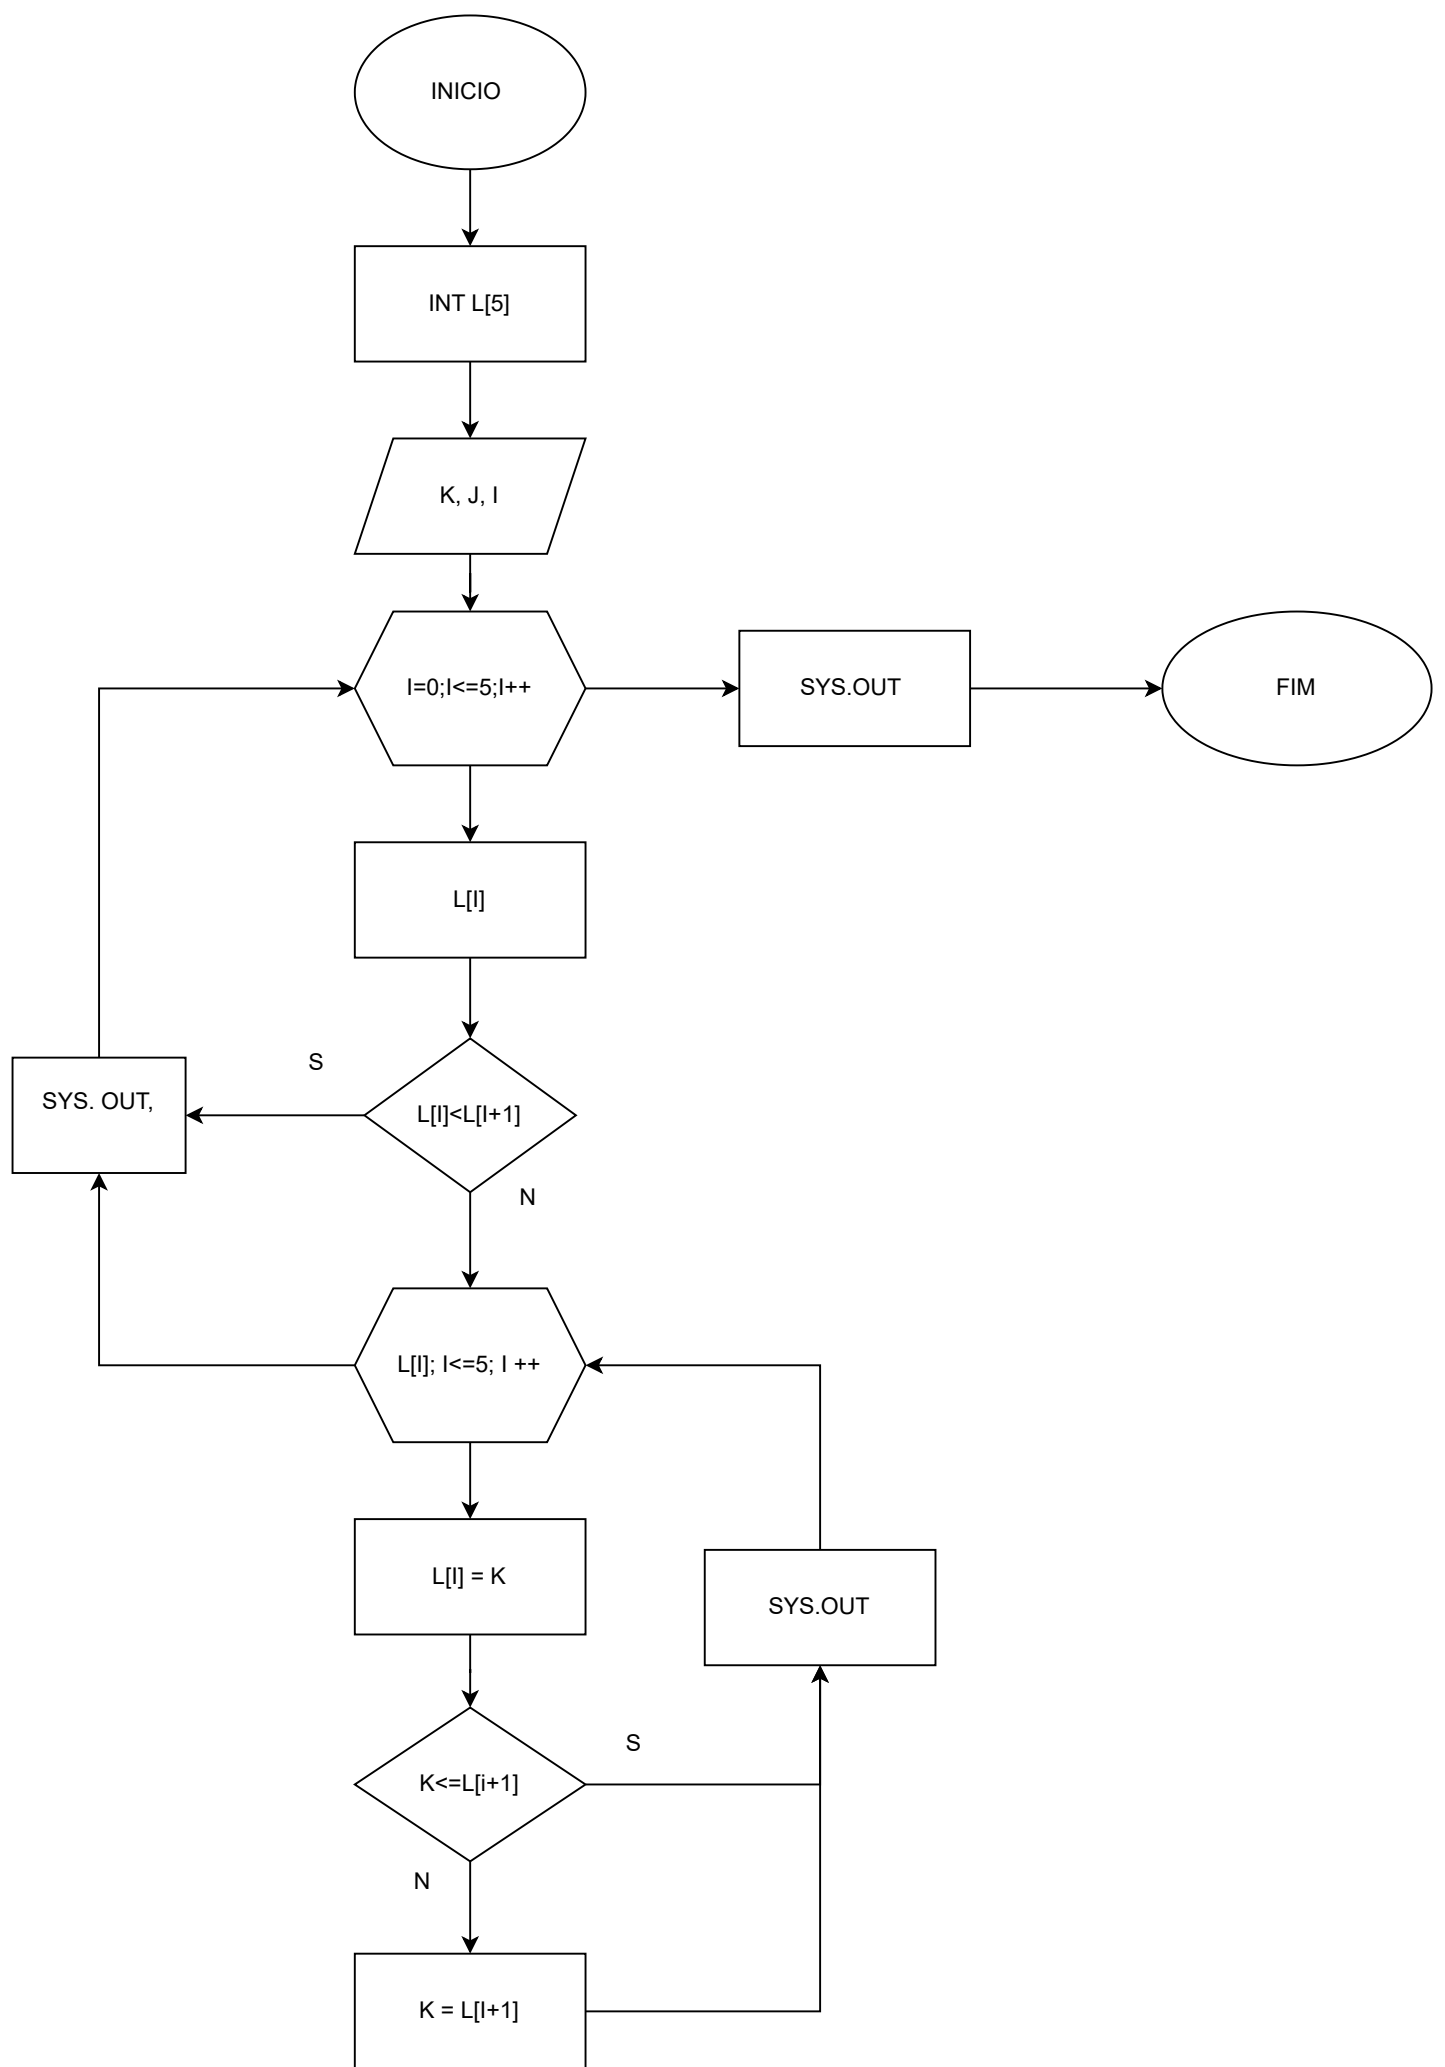 INICIO
INT L[5]
K, J, I
I=0;I<=5;I++
SYS.OUT
FIM
L[I]
S
SYS. OUT,
L[I]<L[I+1]
N
L[I]; I<=5; I ++
L[I] = K
SYS.OUT
S
K<=L[i+1]
N
K = L[I+1]